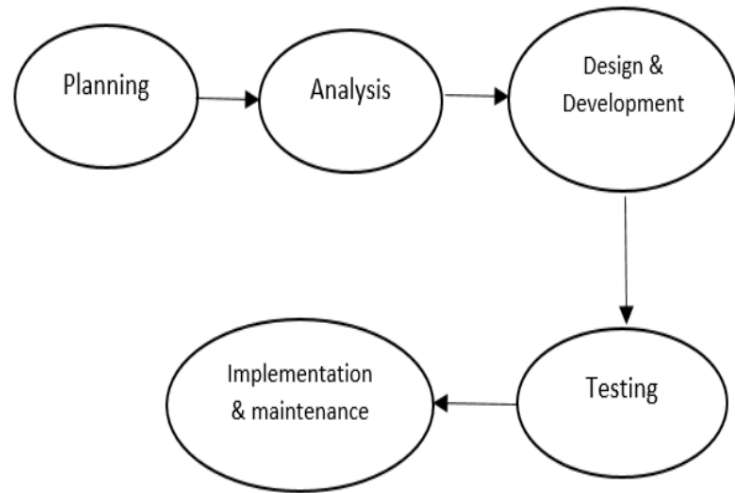 Planning
Analysis
Design &
Development
Testing
Implementation
& maintenance